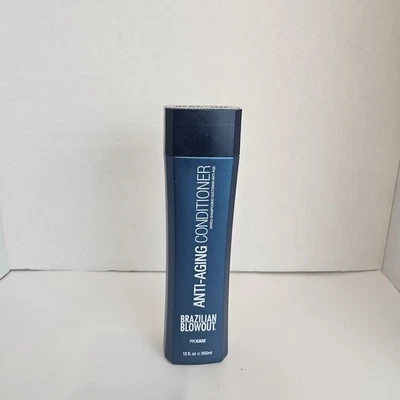 ANTI-AGING CONDITIONER
BRAZILIAN
BLOWOUT.
PROCARE
12 fl. oz • 350ml